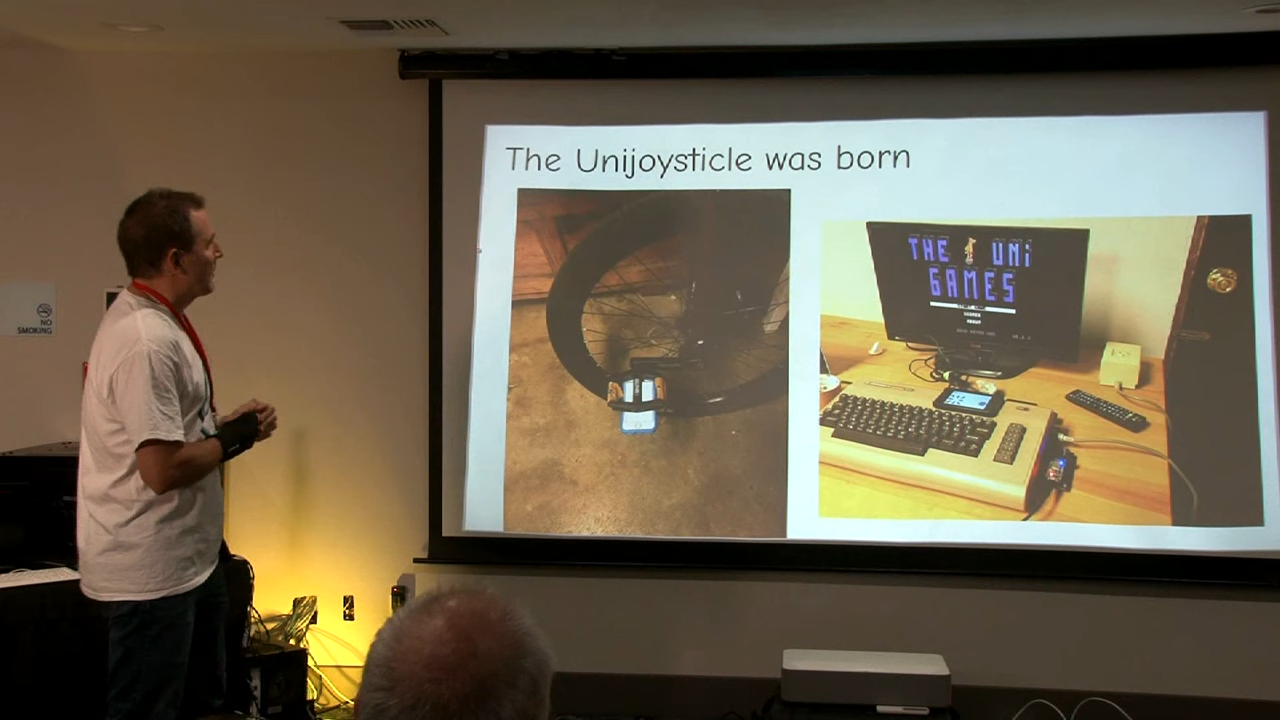 The Unijoysticle was born
THE UNI
GAMES
NO
SMOKING